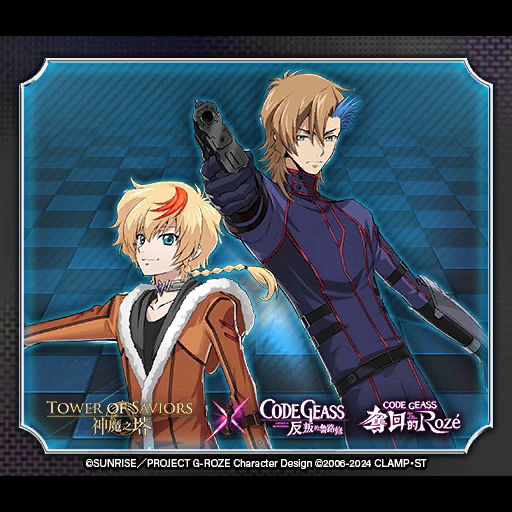 TOWER OF SAVIORS
神魔之塔
CODE GEASS
反叛的魯路修
CODE GEASS
奪回的Rozé
©SUNRISE／PROJECT G-ROZE Character Design ©2006-2024 CLAMP・ST